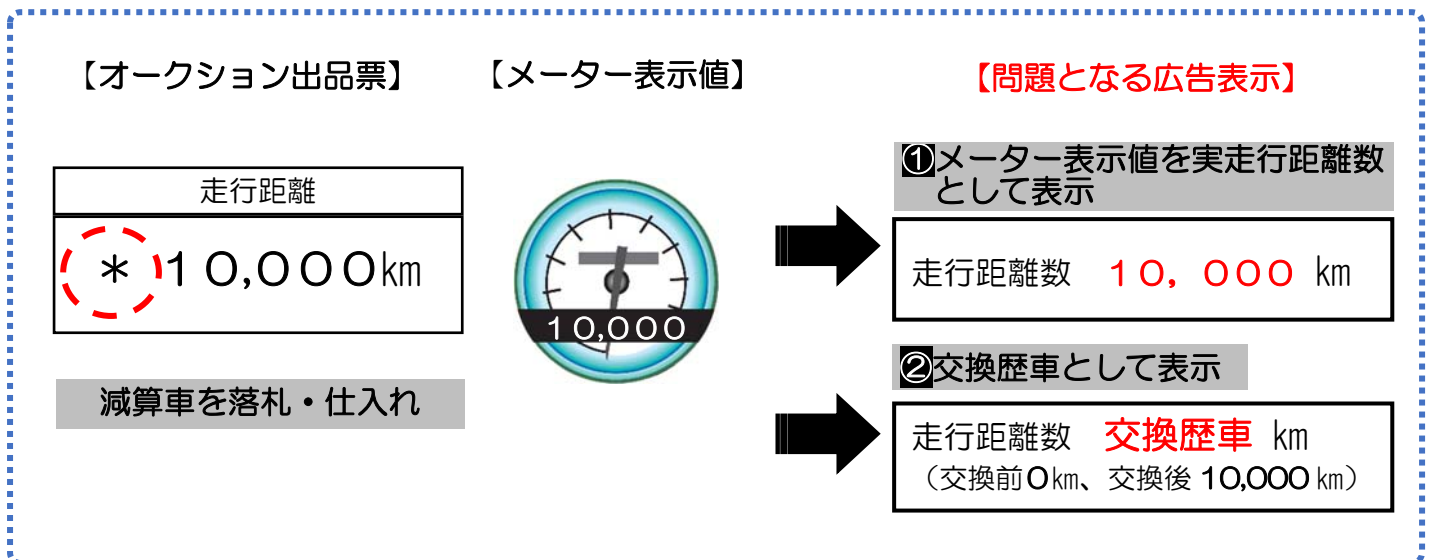 【オークション出品票】
【メーター表示値】
【問題となる広告表示】
走行距離
＊１０,０００㎞
減算車を落札・仕入れ
１０,０００
❶メーター表示値を実走行距離数
として表示
走行距離数　１０，０００ ㎞
❷交換歴車として表示
走行距離数　交換歴車 ㎞
（交換前０㎞、交換後 10,000 ㎞）